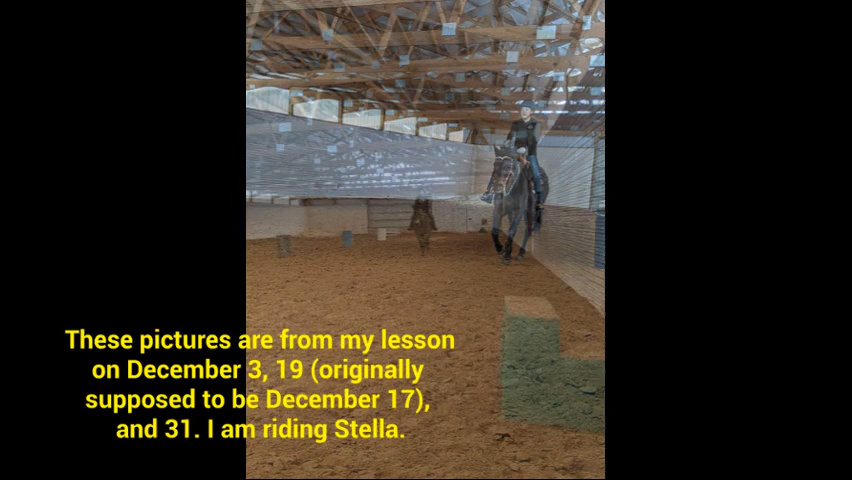 These pictures are from my lesson
on December 3, 19 (originally
supposed to be December 17),
and 31. I am riding Stella.